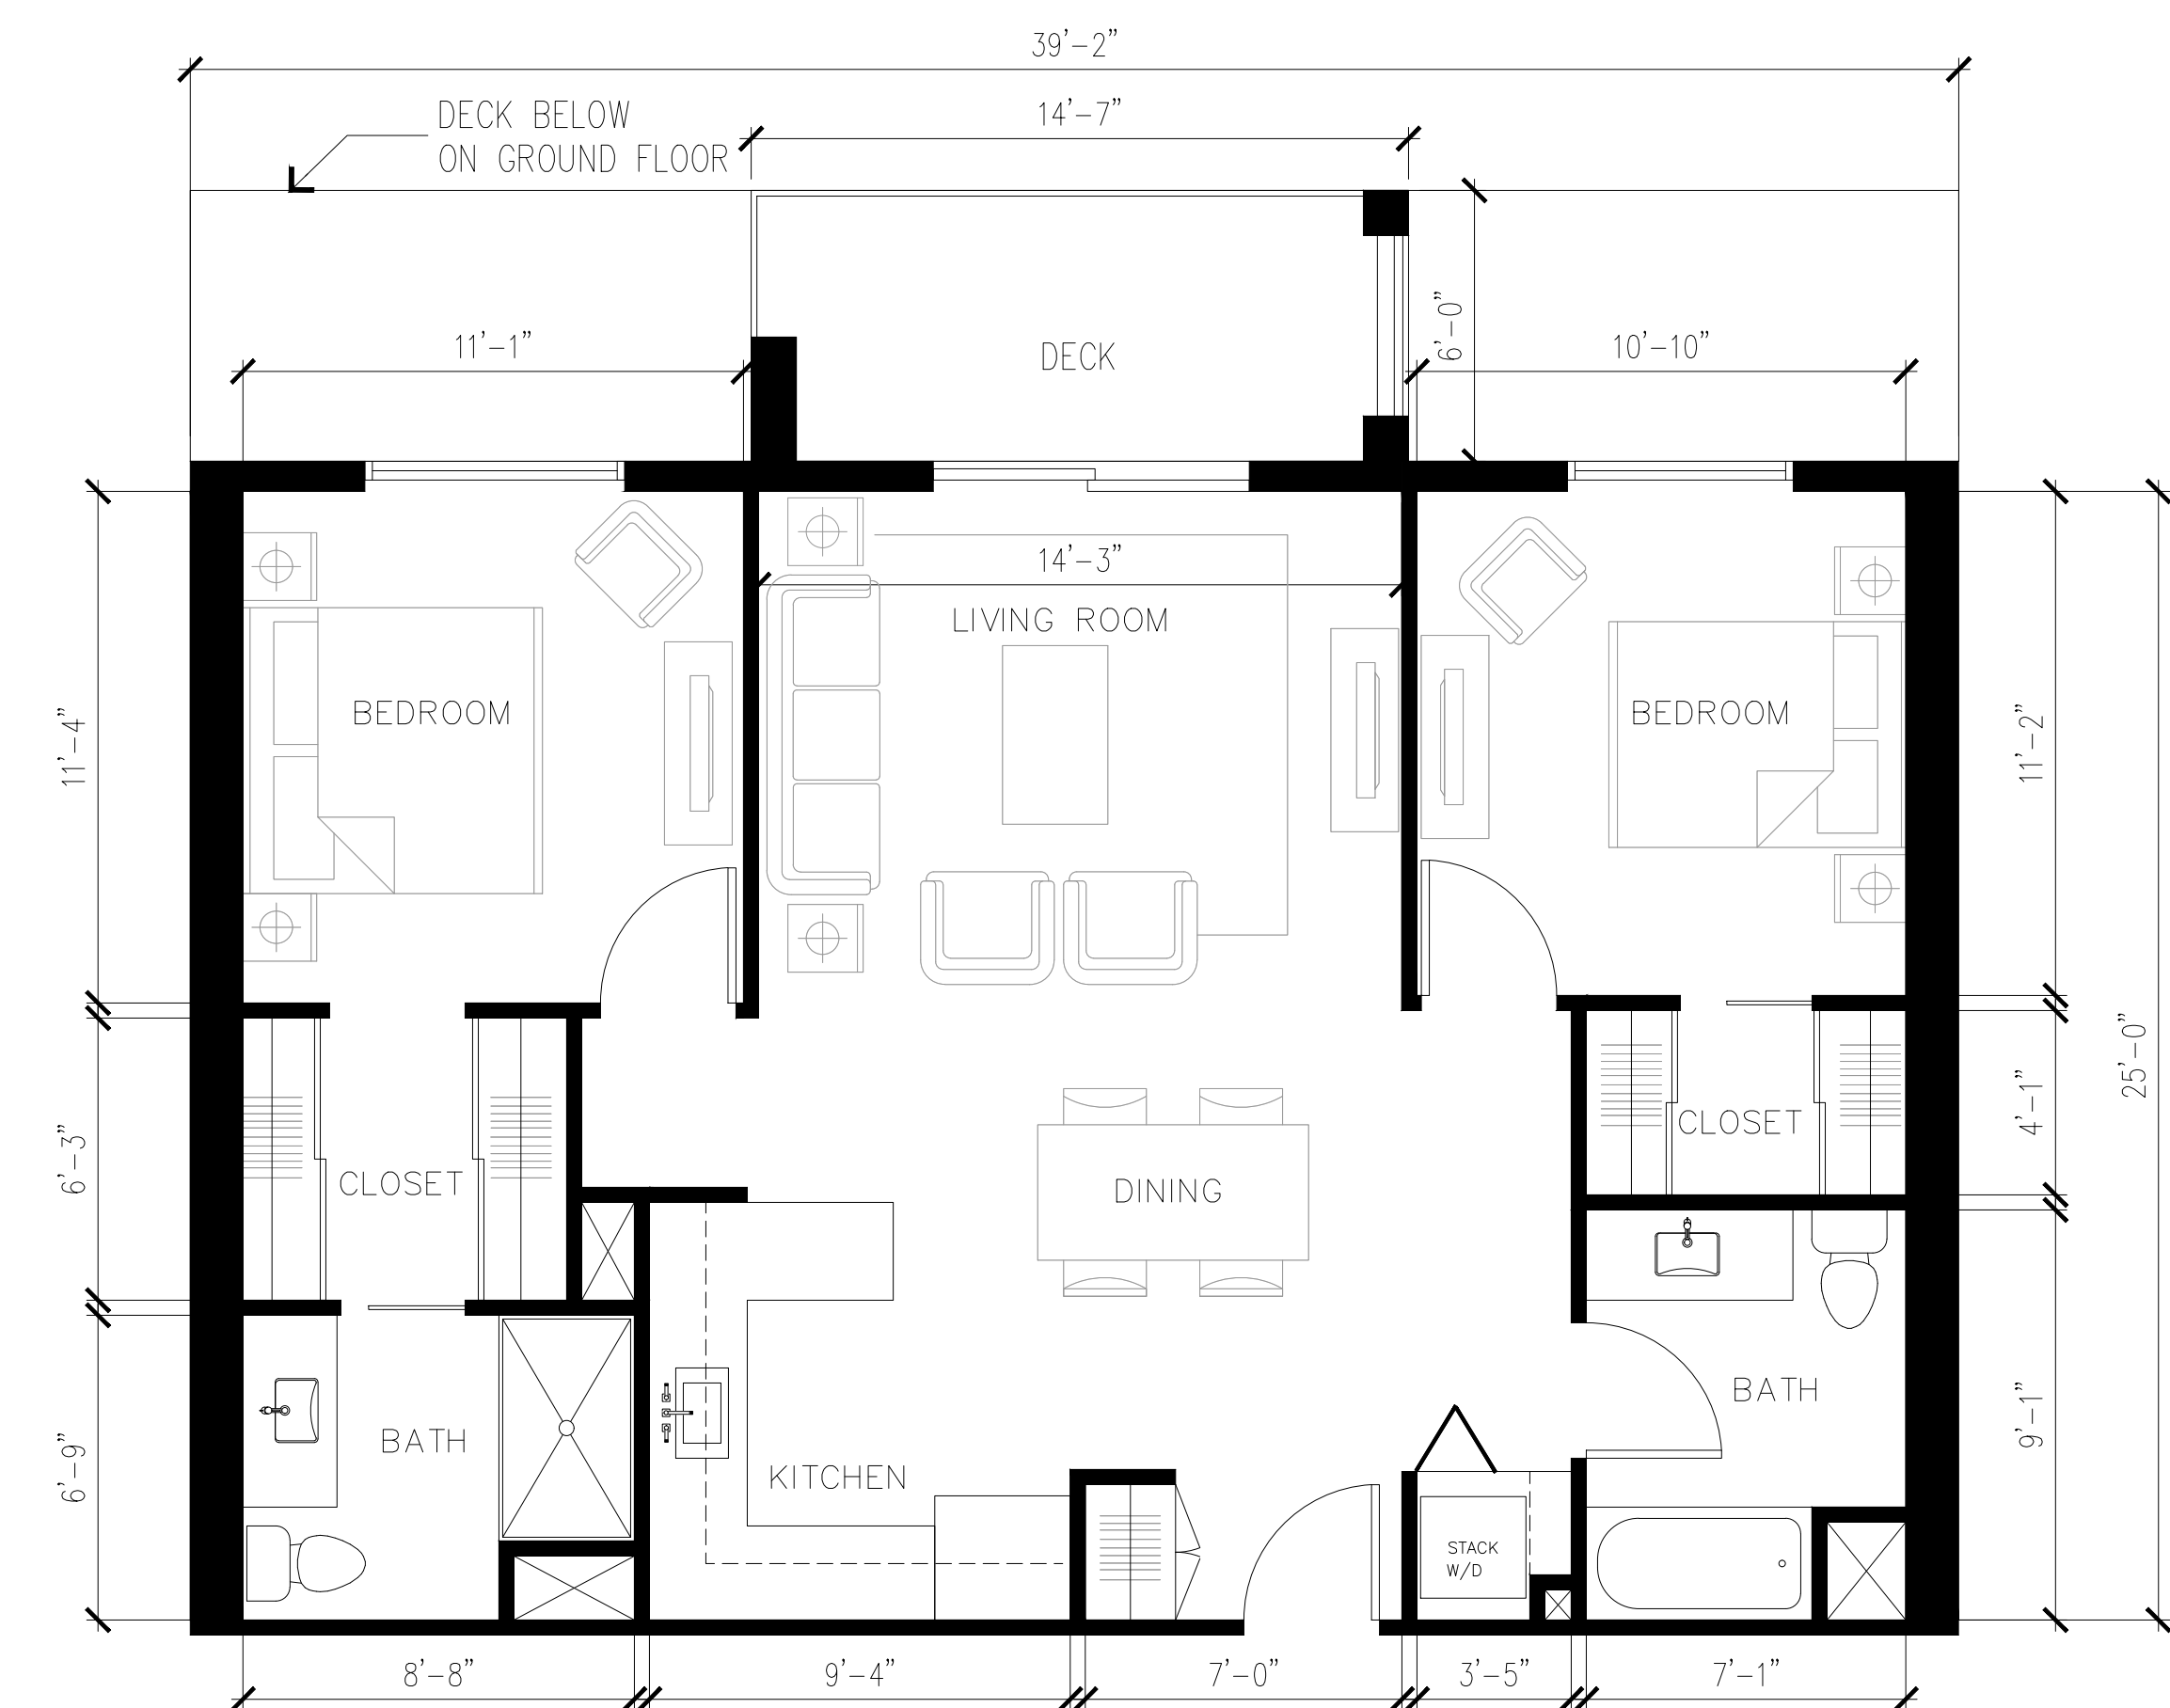 39'-2"
DECK BELOW
ON GROUND FLOOR
14'-7"
6'-0"
11'-1"
DECK
10'-10"
14'-3"
LIVING ROOM
BEDROOM
BEDROOM
11'-4"
11'-2"
25'-0"
6'-3"
CLOSET
DINING
CLOSET
4'-1"
6'-9"
BATH
KITCHEN
BATH
9'-1"
STACK
W/D
8'-8"
9'-4"
7'-0"
3'-5"
7'-1"